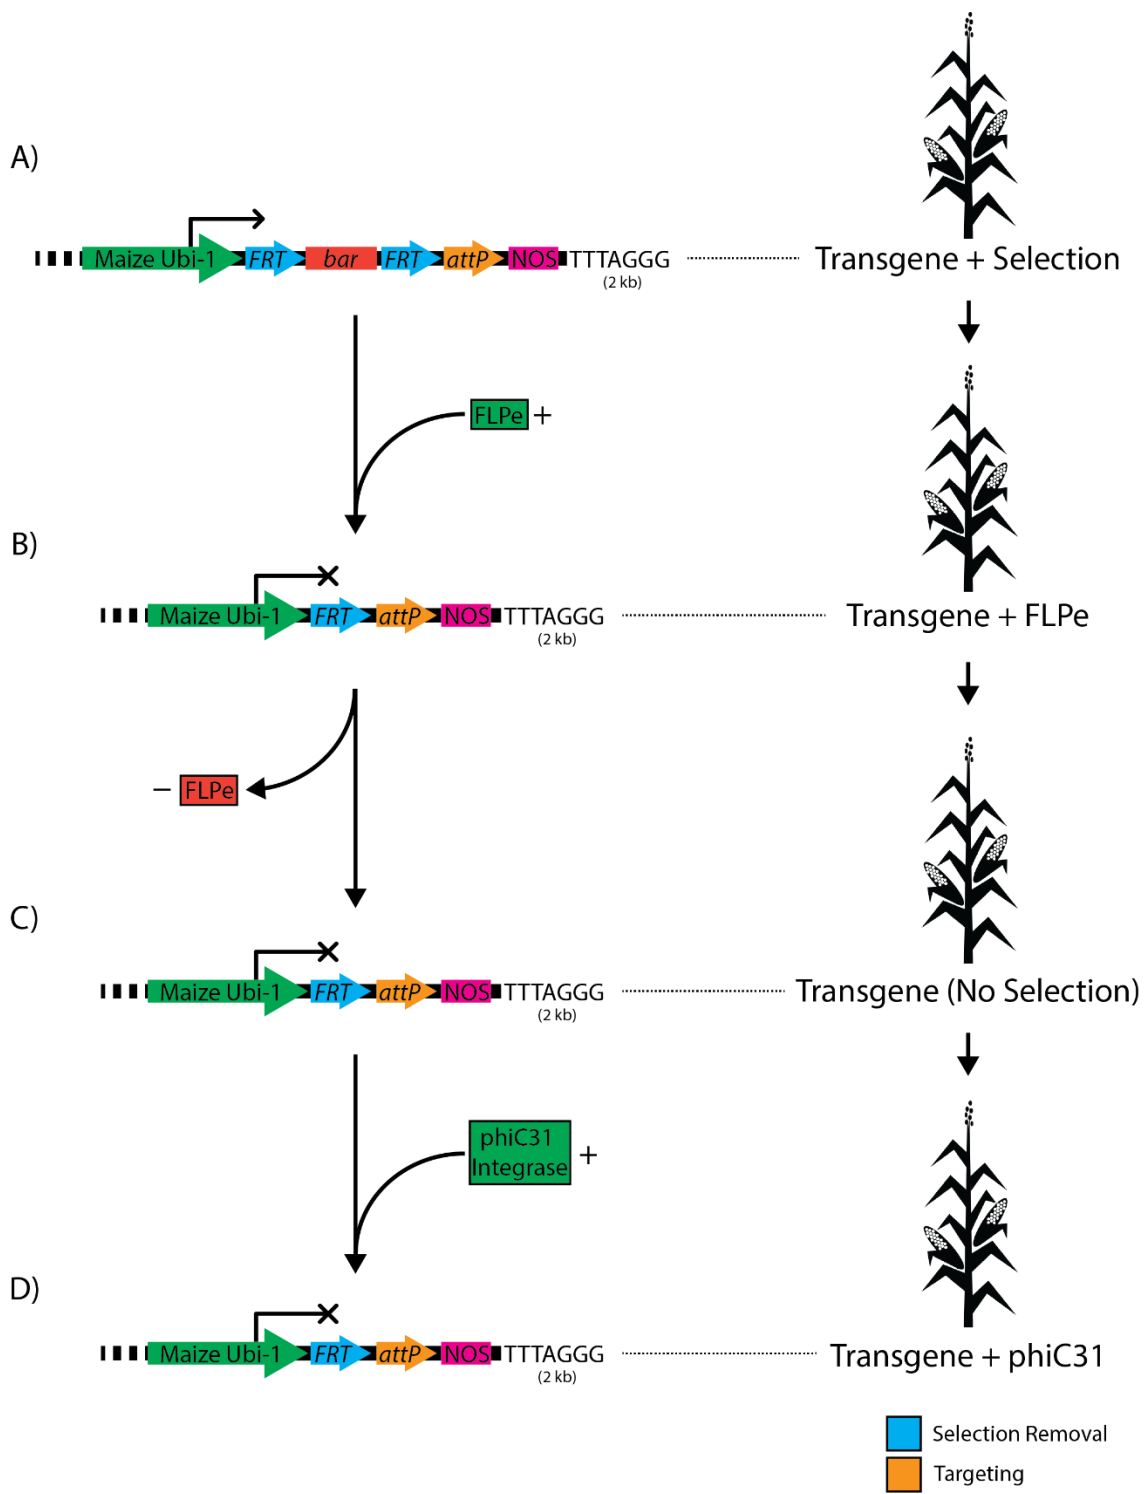 A)
Maize Ubi-1 FRT bar FRT attP NOS TTTAGGG
(2 kb)
Transgene + Selection
FLPe +
B)
Maize Ubi-1 FRT attP NOS TTTAGGG
(2 kb)
Transgene + FLPe
− FLPe
C)
Maize Ubi-1 FRT attP NOS TTTAGGG
(2 kb)
Transgene (No Selection)
phiC31
Integrase +
D)
Maize Ubi-1 FRT attP NOS TTTAGGG
(2 kb)
Transgene + phiC31
Selection Removal
Targeting